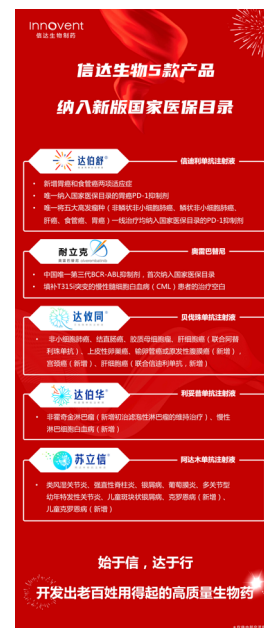 Innovent
信达生物制药
信达生物5款产品
纳入新版国家医保目录
达伯舒®
信迪利单抗注射液
• 新增胃癌和食管癌两项适应症
• 唯一纳入国家医保目录的胃癌PD-1抑制剂
• 唯一将五大高发瘤种（非鳞状非小细胞肺癌、鳞状非小细胞肺癌、
肝癌、食管癌、胃癌）一线治疗均纳入国家医保目录的PD-1抑制剂
耐立克
奥雷巴替尼
• 中国唯一第三代BCR-ABL抑制剂，首次纳入国家医保目录
• 填补T315I突变的慢性髓细胞白血病（CML）患者的治疗空白
达攸同®
贝伐珠单抗注射液
• 非小细胞肺癌、结直肠癌、胶质母细胞瘤、肝细胞癌（联合阿替
利珠单抗）、上皮性卵巢癌、输卵管癌或原发性腹膜癌（新增）、
宫颈癌（新增）、肝细胞癌（联合信迪利单抗，新增）
达伯华®
利妥昔单抗注射液
• 非霍奇金淋巴瘤（新增初治滤泡性淋巴瘤的维持治疗）、慢性
淋巴细胞白血病（新增）
苏立信®
阿达木单抗注射液
• 类风湿关节炎、强直性脊柱炎、银屑病、葡萄膜炎、多关节型
幼年特发性关节炎、儿童斑块状银屑病、克罗恩病（新增）、
儿童克罗恩病（新增）
始于信，达于行
开发出老百姓用得起的高质量生物药